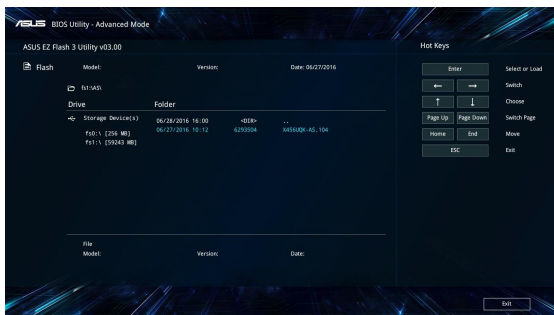 ASUS BIOS Utility - Advanced Mode
ASUS EZ Flash 3 Utility v03.00
Hot Keys
Flash
Model:
Version:
Date: 06/27/2016
Enter
Select or Load
← →
Switch
fs1:\AS\
Drive
Folder
↑ ↓
Choose
Storage Device(s)
06/28/2016 16:00 <DIR> ..
Page Up
Page Down
Switch Page
06/27/2016 10:12 6293504 X456UQK-AS.104
fs0:\ [256 MB]
fs1:\ [59243 MB]
Home
End
Move
ESC
Exit
File
Model:
Version:
Date:
Exit